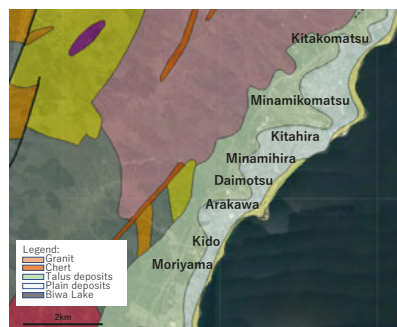 Kitakomatsu
Minamikomatsu
Kitahira
Minamihira
Daimotsu
Arakawa
Kido
Moriyama
Legend:
Granit
Chert
Talus deposits
Plain deposits
Biwa Lake
2km